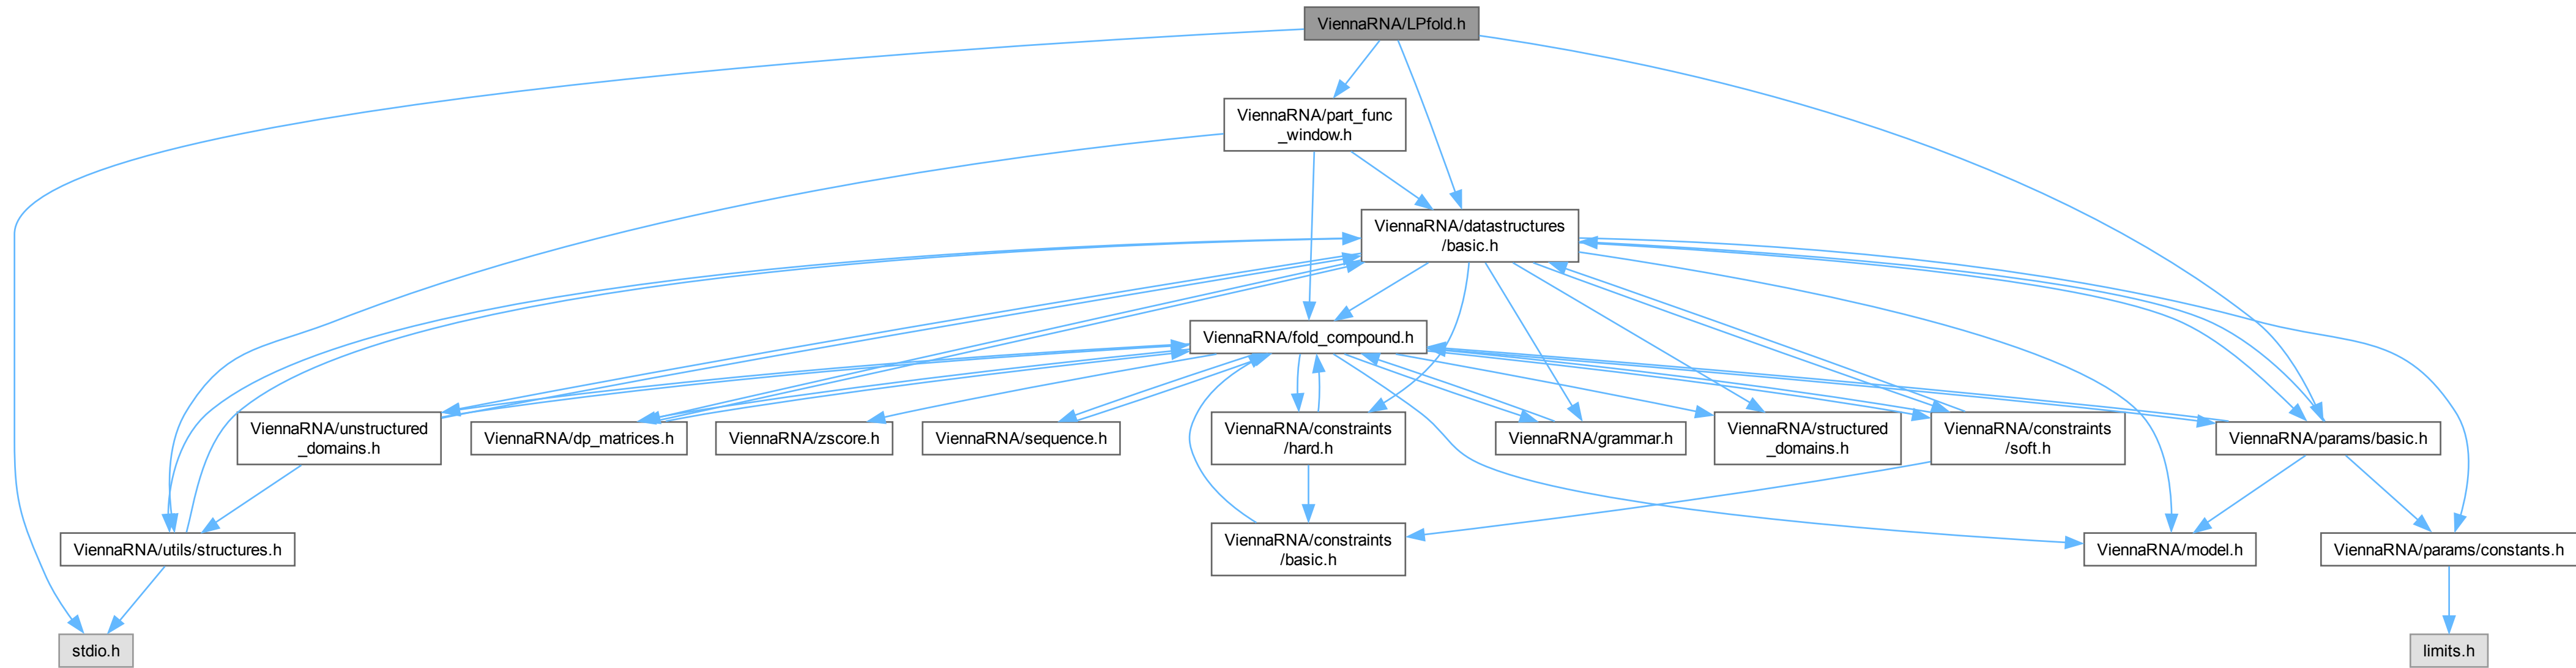 ViennaRNA/LPfold.h
ViennaRNA/part_func
_window.h
ViennaRNA/datastructures
/basic.h
ViennaRNA/fold_compound.h
ViennaRNA/unstructured
_domains.h
ViennaRNA/dp_matrices.h
ViennaRNA/zscore.h
ViennaRNA/sequence.h
ViennaRNA/constraints
/hard.h
ViennaRNA/grammar.h
ViennaRNA/structured
_domains.h
ViennaRNA/constraints
/soft.h
ViennaRNA/params/basic.h
ViennaRNA/utils/structures.h
ViennaRNA/constraints
/basic.h
ViennaRNA/model.h
ViennaRNA/params/constants.h
stdio.h
limits.h